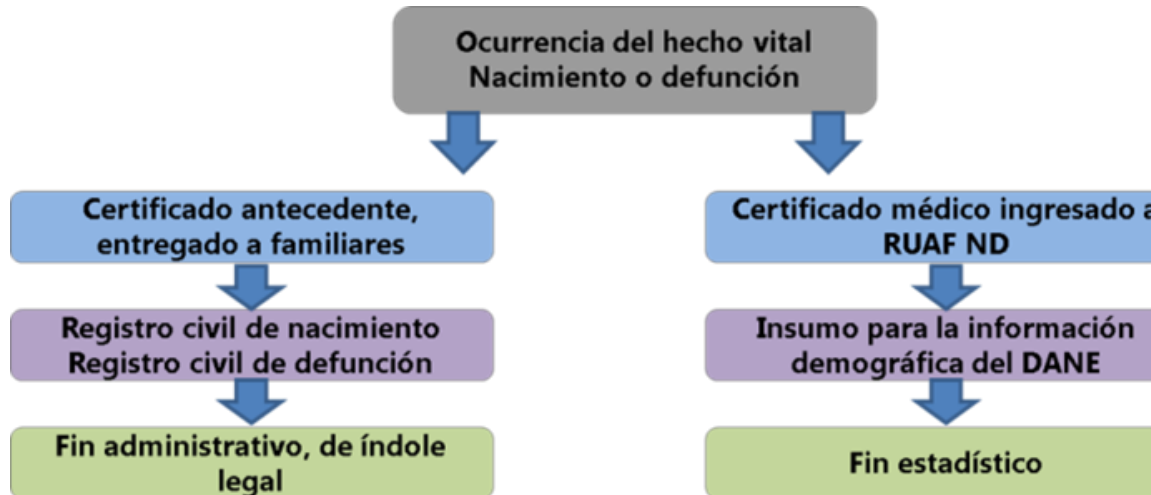 Ocurrencia del hecho vital
Nacimiento o defunción
Certificado antecedente,
entregado a familiares
Certificado médico ingresado a
RUAF ND
Registro civil de nacimiento
Registro civil de defunción
Insumo para la información
demográfica del DANE
Fin administrativo, de índole
legal
Fin estadístico